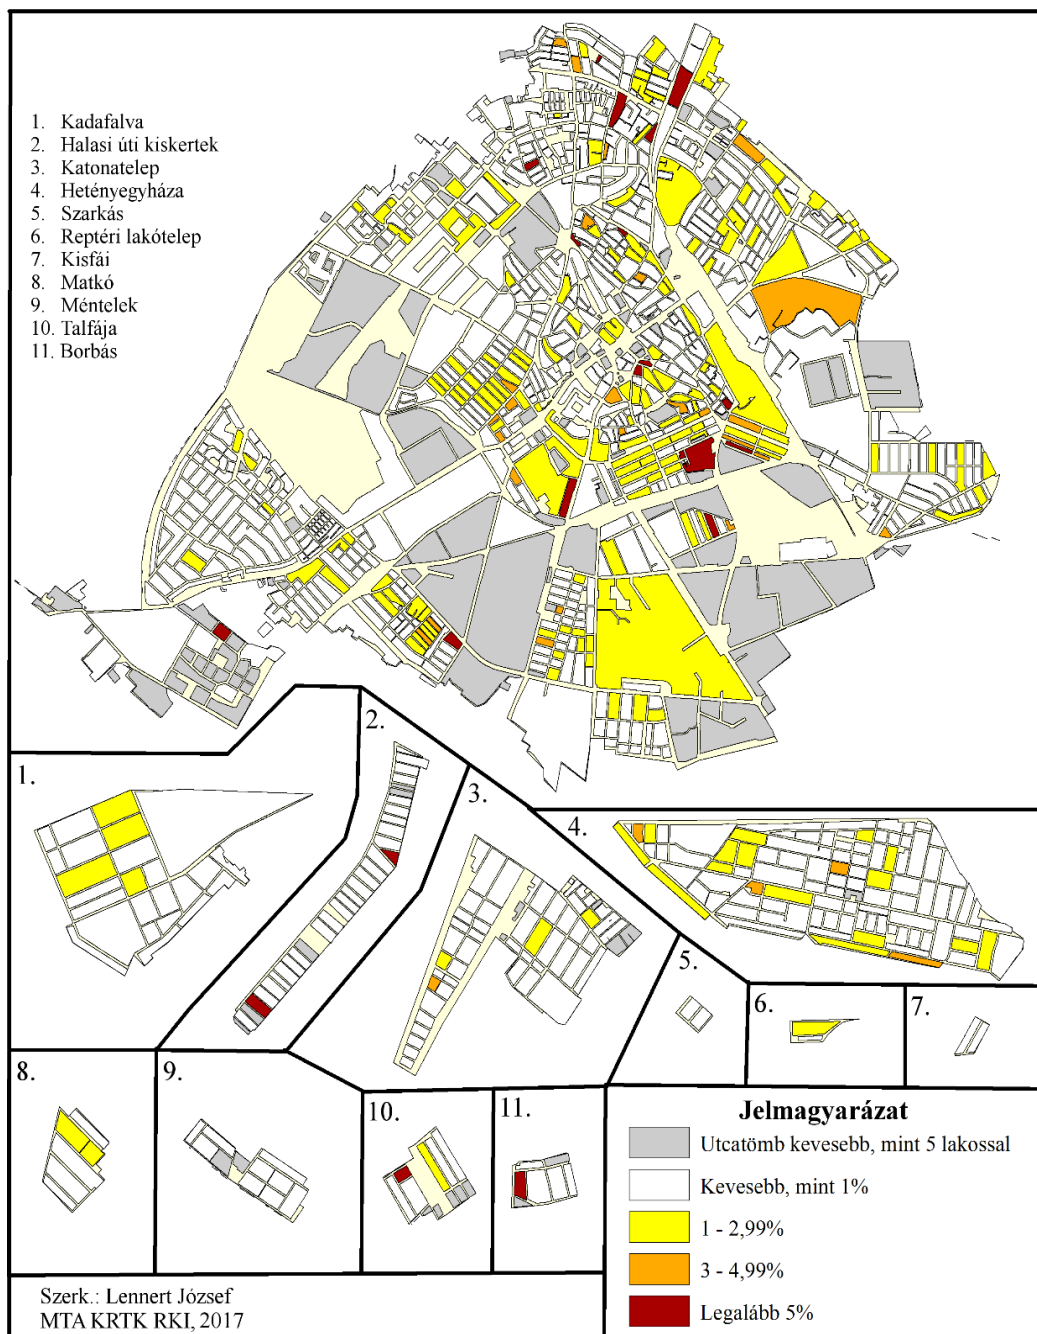 1. Kadafalva
2. Halasi úti kiskertek
3. Katonatelep
4. Hetényegyháza
5. Szarkás
6. Reptéri lakótelep
7. Kisfái
8. Matkó
9. Méntelek
10. Talfája
11. Borbás
1.
2.
3.
4.
5.
6.
7.
8.
9.
10.
11.
Jelmagyarázat
Utcatömb kevesebb, mint 5 lakossal
Kevesebb, mint 1%
1 - 2,99%
3 - 4,99%
Legalább 5%
Szerk.: Lennert József
MTA KRTK RKI, 2017